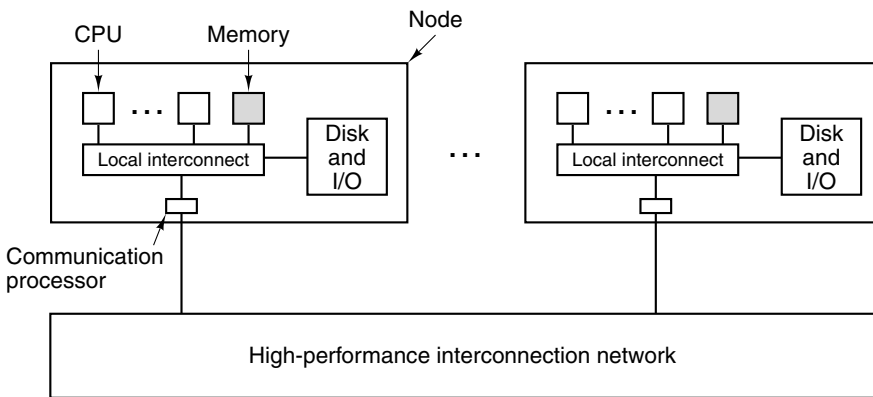 Node
CPU
Memory
...
...
Disk
and
I/O
Disk
and
I/O
Local interconnect
...
Local interconnect
Communication
processor
High-performance interconnection network